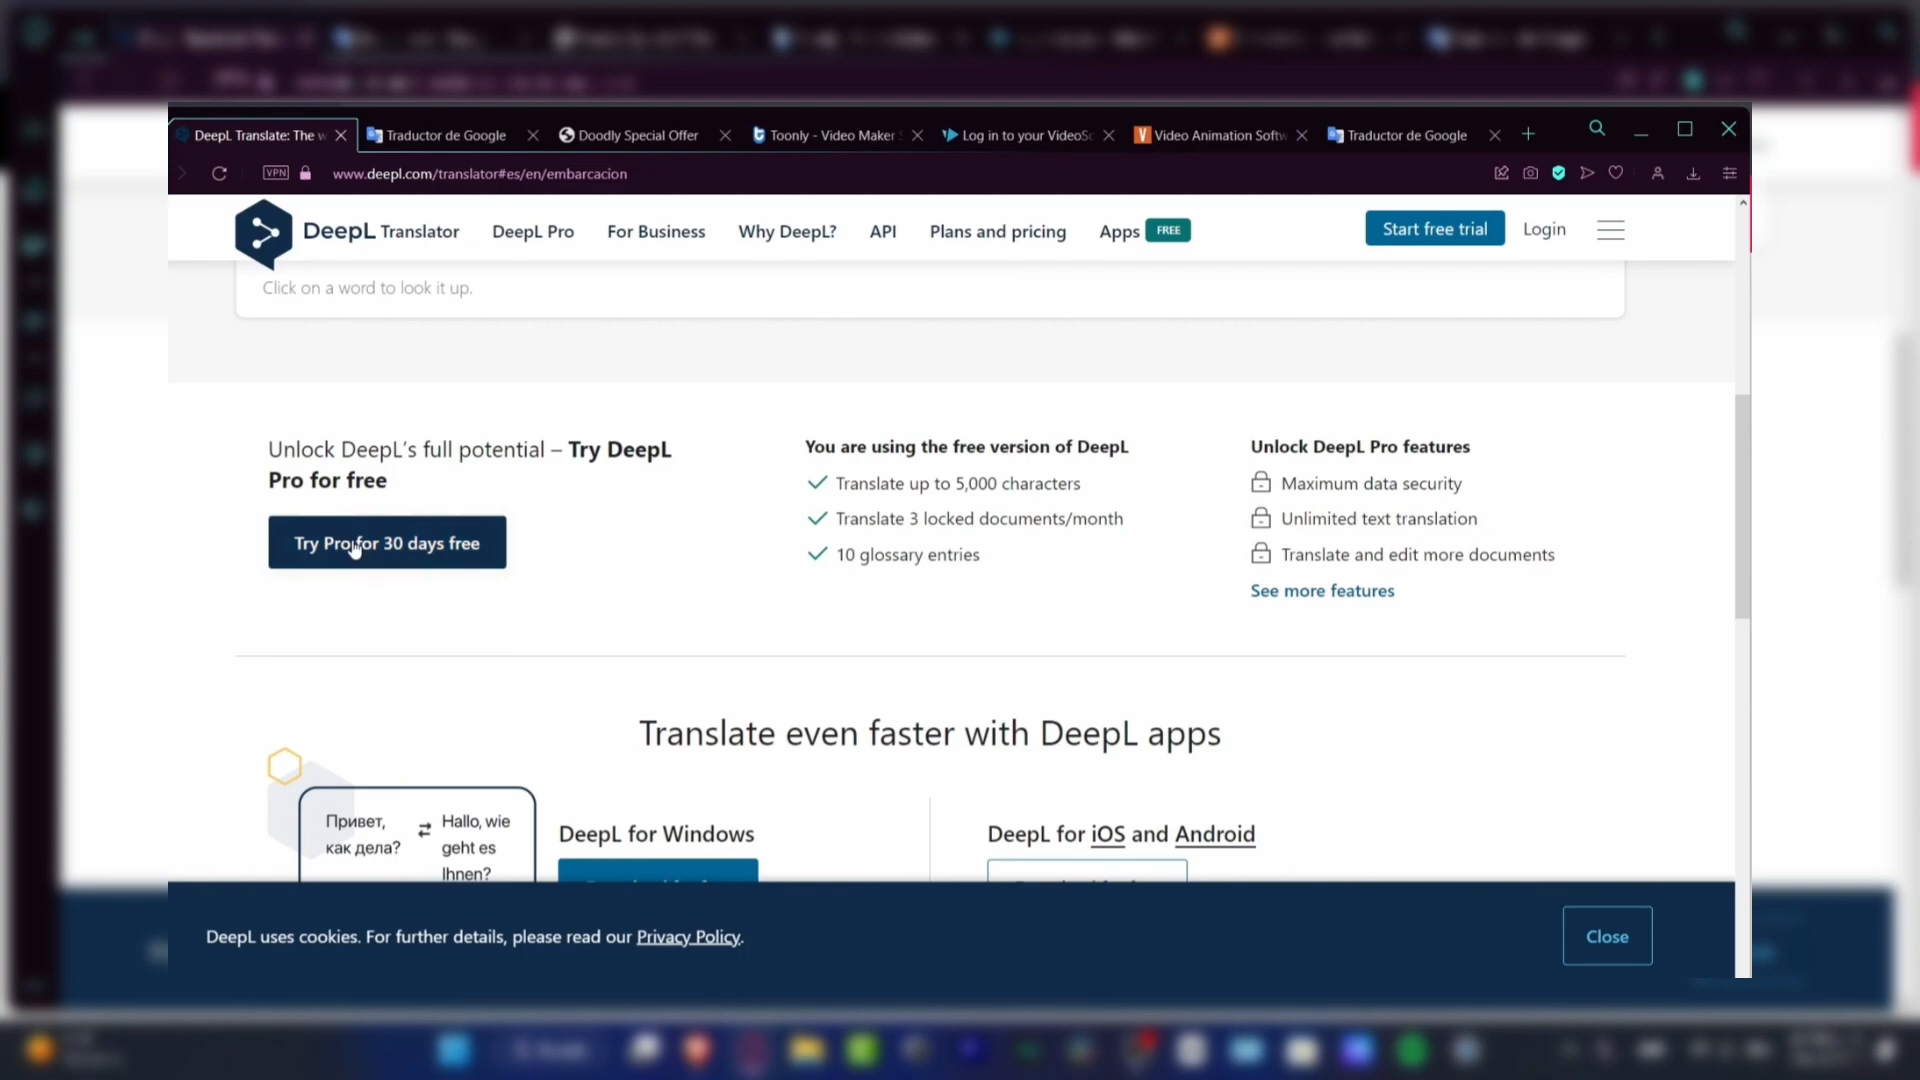 DeepL Translate: The w
Traductor de Google
Doodly Special Offer
Toonly - Video Maker S
Log in to your VideoSc
Video Animation Softw
Traductor de Google
VPN
www.deepl.com/translator#es/en/embarcacion
DeepL Translator
DeepL Pro
For Business
Why DeepL?
API
Plans and pricing
Apps
FREE
Start free trial
Login
Click on a word to look it up.
Unlock DeepL's full potential – Try DeepL
Pro for free
Try Pro for 30 days free
You are using the free version of DeepL
Translate up to 5,000 characters
Translate 3 locked documents/month
10 glossary entries
Unlock DeepL Pro features
Maximum data security
Unlimited text translation
Translate and edit more documents
See more features
Translate even faster with DeepL apps
Привет,
как дела?
Hallo, wie
geht es
Ihnen?
DeepL for Windows
DeepL for iOS and Android
DeepL uses cookies. For further details, please read our Privacy Policy.
Close